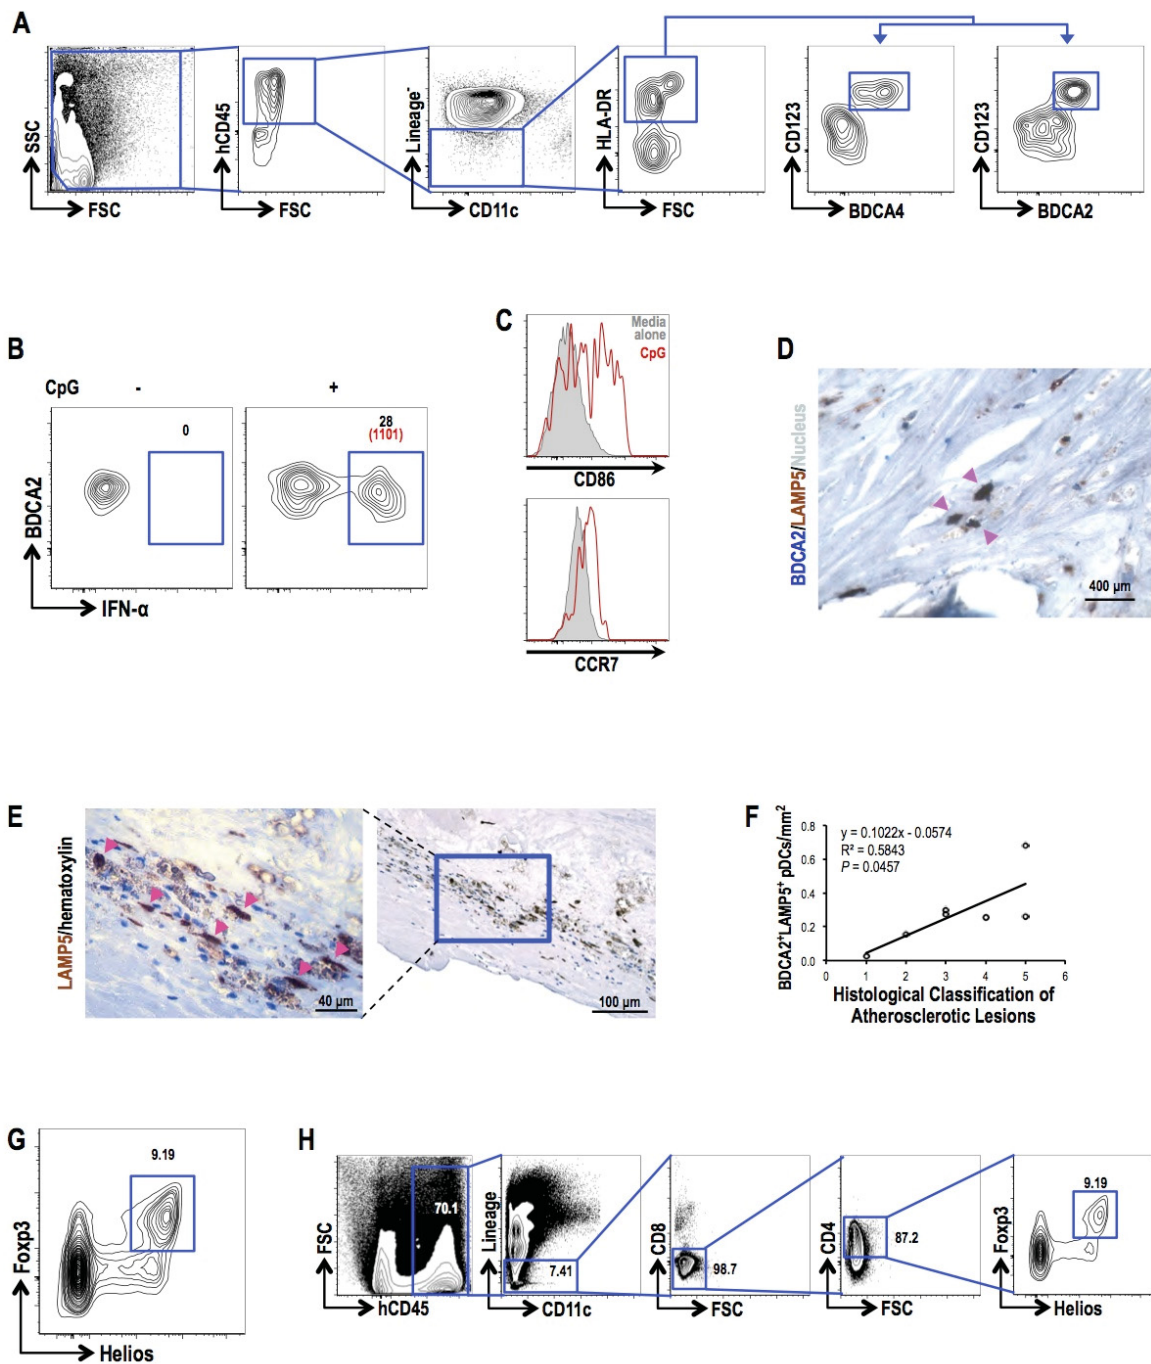 A
SSC
FSC
hCD45
FSC
Lineage-
CD11c
HLA-DR
FSC
CD123
BDCA4
CD123
BDCA2
B
CpG - +
0
28
(1101)
BDCA2
IFN-α
C
Media
alone
CpG
CD86
CCR7
D
BDCA2/LAMP5/Nucleus
400 µm
E
LAMP5/hematoxylin
40 µm
100 µm
F
y = 0.1022x - 0.0574
R² = 0.5843
P = 0.0457
BDCA2+LAMP5+ pDCs/mm2
0.8
0.6
0.4
0.2
0.0
0 1 2 3 4 5 6
Histological Classification of
Atherosclerotic Lesions
G
9.19
Foxp3
Helios
H
70.1
FSC
hCD45
Lineage
7.41
CD11c
CD8
98.7
FSC
CD4
87.2
FSC
9.19
Foxp3
Helios